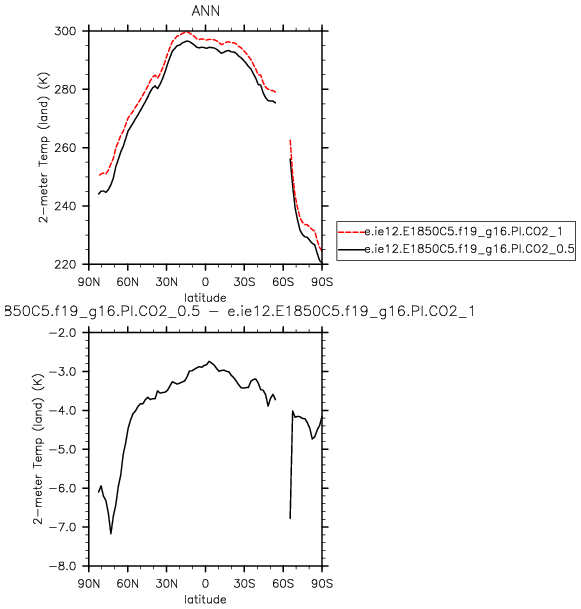 ANN
300
280
260
240
220
2-meter Temp (land) (K)
90N 60N 30N 0 30S 60S 90S
latitude
e.ie12.E1850C5.f19_g16.PI.CO2_1
e.ie12.E1850C5.f19_g16.PI.CO2_0.5
850C5.f19_g16.PI.CO2_0.5 - e.ie12.E1850C5.f19_g16.PI.CO2_1
-2.0
-3.0
-4.0
-5.0
-6.0
-7.0
-8.0
2-meter Temp (land) (K)
90N 60N 30N 0 30S 60S 90S
latitude